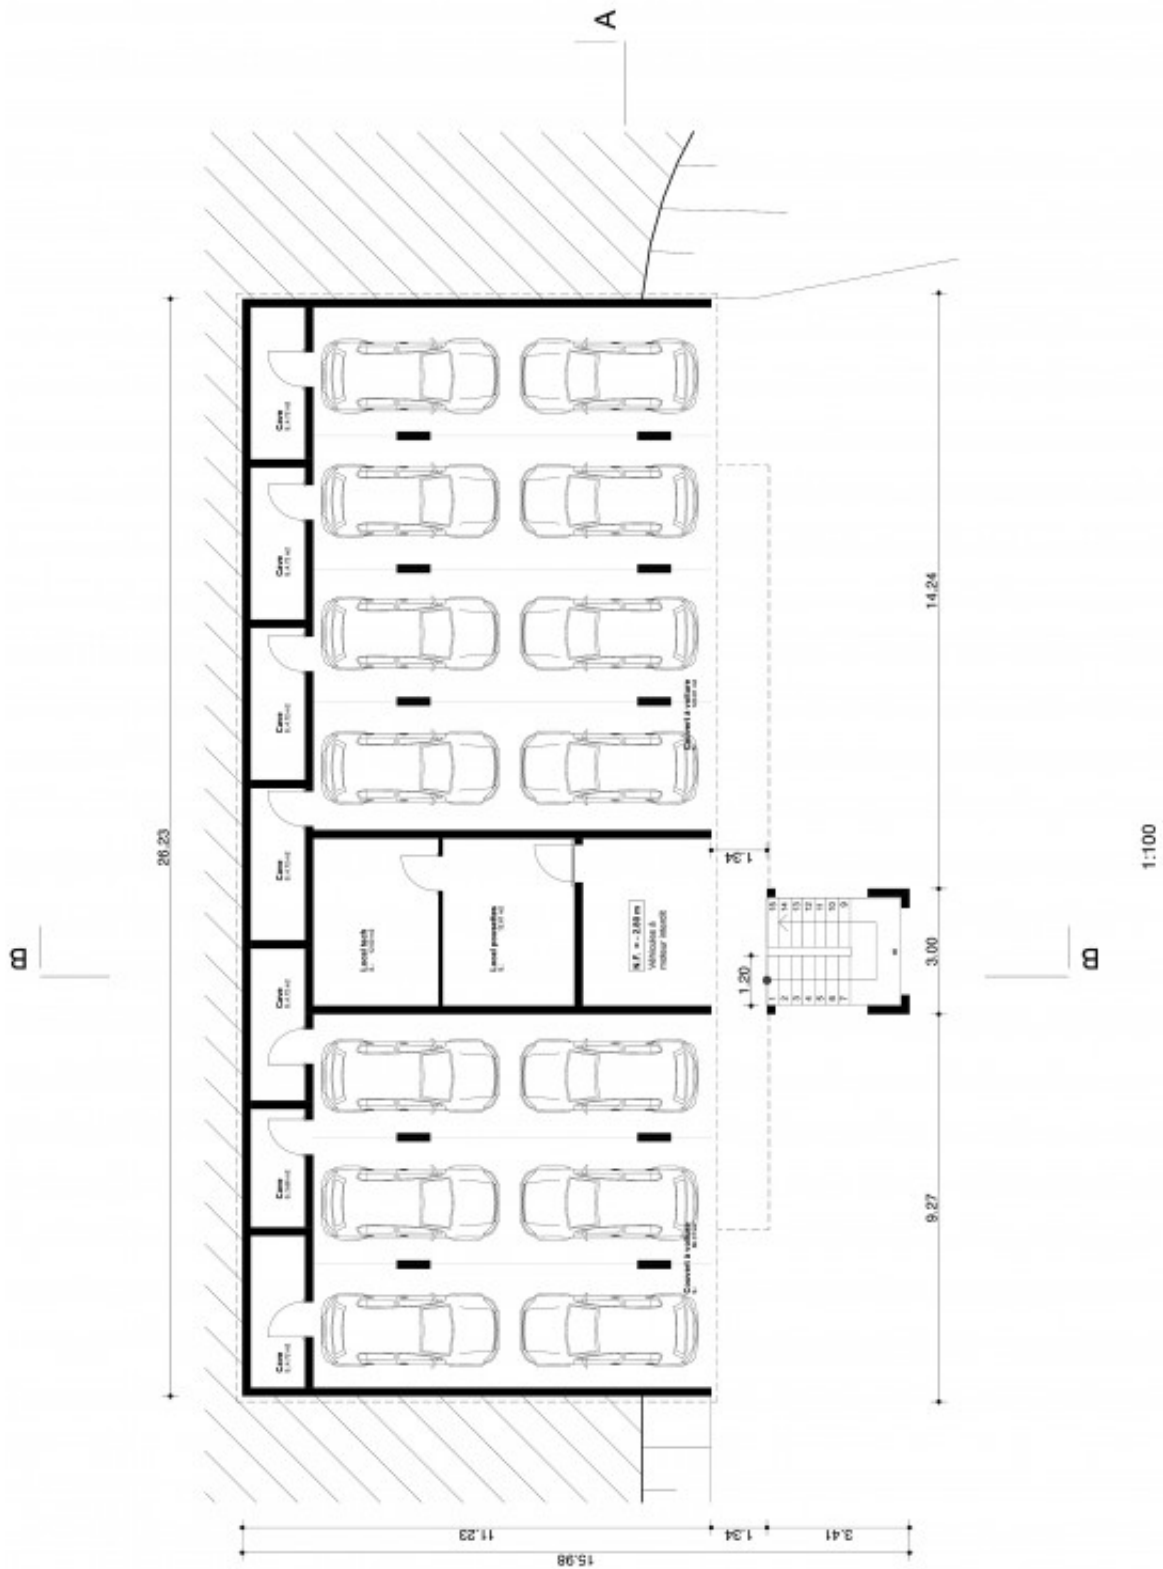 A
B
B
26.23
Cave
Cave
Cave
Cave
Cave
Cave
Cave
Local tech
Local poussettes
N.F. = - 2.88 m
Véhicules à
moteur interdit
Couvert à voiture
Couvert à voiture
1.34
1.20
1
2
3
4
5
6
7
9
10
11
12
13
14
15
14.24
3.00
9.27
11.23
1.34
3.41
15.98
1:100